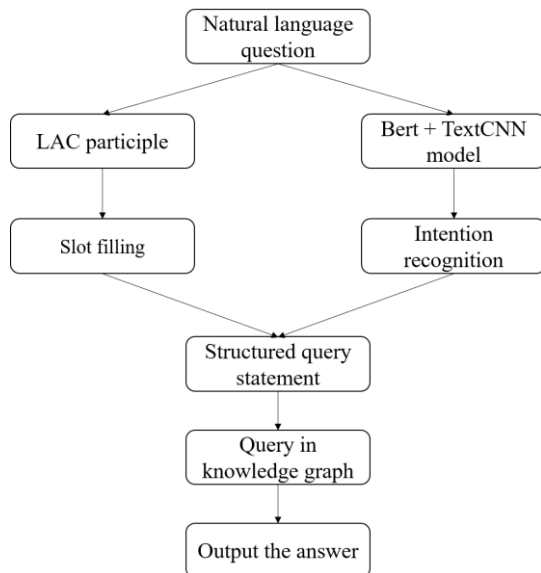 Natural language
question
LAC participle
Bert + TextCNN
model
Slot filling
Intention
recognition
Structured query
statement
Query in
knowledge graph
Output the answer